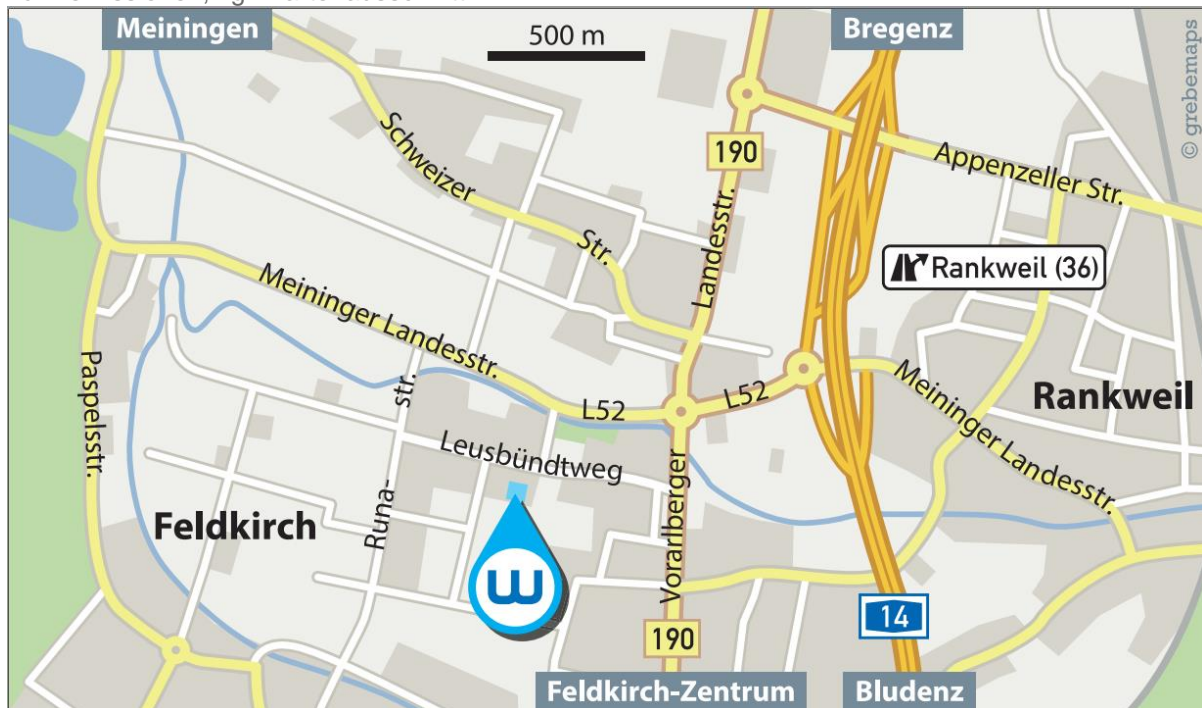 Meiningen
500 m
Bregenz
© grebemaps
190
Schweizer
Str.
Landesstr.
Appenzeller Str.
Rankweil (36)
Meininger Landesstr.
L52
L52
Meininger Landesstr.
Rankweil
Paspelsstr.
Runa-
str.
Leusbündtweg
Feldkirch
Vorarlberger
W
14
190
Feldkirch-Zentrum
Bludenz